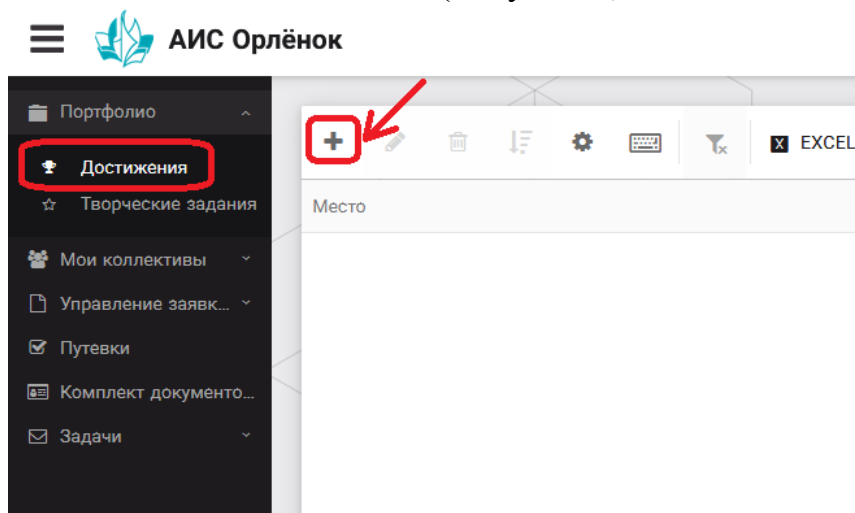 АИС Орлёнок
Портфолио
Достижения
Творческие задания
Мои коллективы
Управление заявк...
Путевки
Комплект документо...
Задачи
X EXCEL
Место